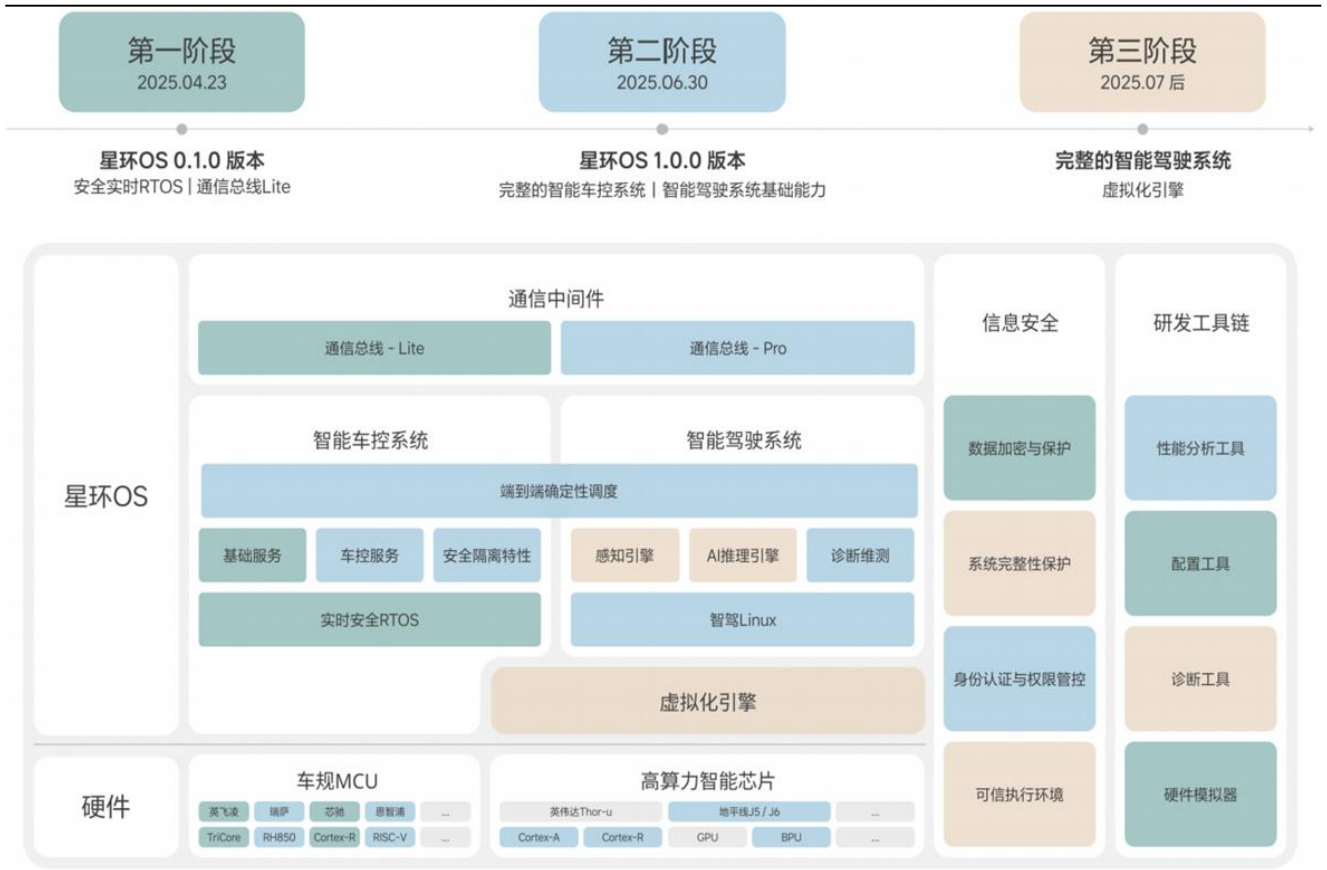 第一阶段
2025.04.23
第二阶段
2025.06.30
第三阶段
2025.07 后
星环OS 0.1.0 版本
安全实时RTOS | 通信总线Lite
星环OS 1.0.0 版本
完整的智能车控系统 | 智能驾驶系统基础能力
完整的智能驾驶系统
虚拟化引擎
星环OS
通信中间件
通信总线 - Lite
通信总线 - Pro
智能车控系统
智能驾驶系统
端到端确定性调度
基础服务
车控服务
安全隔离特性
感知引擎
AI推理引擎
诊断维测
实时安全RTOS
智驾Linux
虚拟化引擎
信息安全
数据加密与保护
系统完整性保护
身份认证与权限管控
可信执行环境
研发工具链
性能分析工具
配置工具
诊断工具
硬件模拟器
硬件
车规MCU
英飞凌
瑞萨
芯驰
恩智浦
...
TriCore
RH850
Cortex-R
RISC-V
...
高算力智能芯片
英伟达Thor-u
地平线J5 / J6
...
Cortex-A
Cortex-R
GPU
BPU
...